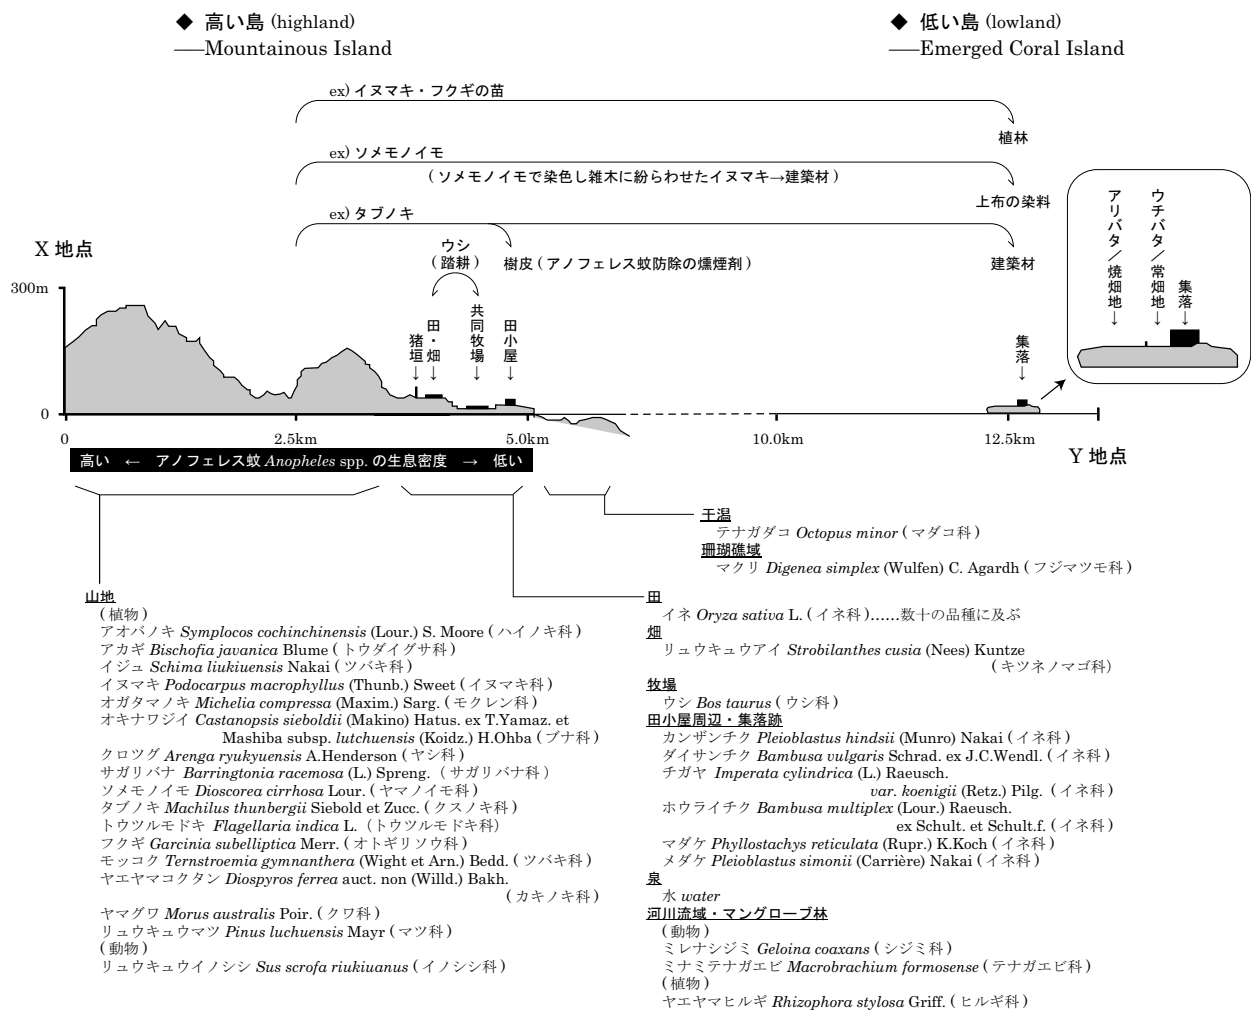 ◆ 高い島 (highland)
──Mountainous Island
◆ 低い島 (lowland)
──Emerged Coral Island
ex) イヌマキ・フクギの苗
植林
ex) ソメモノイモ
( ソメモノイモで染色し雑木に紛らわせたイヌマキ→建築材 )
上布の染料
ex) タブノキ
ウシ
( 踏耕 )
樹皮 ( アノフェレス蚊防除の燻煙剤 )
建築材
X 地点
300m
0
猪垣→
田・畑→
共同牧場→
田小屋→
集落→
アリバタ／焼畑地→
ウチバタ／常畑地→
集落→
0
2.5km
5.0km
10.0km
12.5km
Y 地点
高い ← アノフェレス蚊 Anopheles spp. の生息密度 → 低い
干潟
テナガダコ Octopus minor ( マダコ科 )
珊瑚礁域
マクリ Digenea simplex (Wulfen) C. Agardh ( フジマツモ科 )
山地
( 植物 )
アオバノキ Symplocos cochinchinensis (Lour.) S. Moore ( ハイノキ科 )
アカギ Bischofia javanica Blume ( トウダイグサ科 )
イジュ Schima liukiuensis Nakai ( ツバキ科 )
イヌマキ Podocarpus macrophyllus (Thunb.) Sweet ( イヌマキ科 )
オガタマノキ Michelia compressa (Maxim.) Sarg. ( モクレン科 )
オキナワジイ Castanopsis sieboldii (Makino) Hatus. ex T.Yamaz. et
Mashiba subsp. lutchuensis (Koidz.) H.Ohba ( ブナ科 )
クロツグ Arenga ryukyuensis A.Henderson ( ヤシ科 )
サガリバナ Barringtonia racemosa (L.) Spreng. ( サガリバナ科 )
ソメモノイモ Dioscorea cirrhosa Lour. ( ヤマノイモ科 )
タブノキ Machilus thunbergii Siebold et Zucc. ( クスノキ科 )
トウツルモドキ Flagellaria indica L. ( トウツルモドキ科 )
フクギ Garcinia subelliptica Merr. ( オトギリソウ科 )
モッコク Ternstroemia gymnanthera (Wight et Arn.) Bedd. ( ツバキ科 )
ヤエヤマコクタン Diospyros ferrea auct. non (Willd.) Bakh.
( カキノキ科 )
ヤマグワ Morus australis Poir. ( クワ科 )
リュウキュウマツ Pinus luchuensis Mayr ( マツ科 )
( 動物 )
リュウキュウイノシシ Sus scrofa riukiuanus ( イノシシ科 )
田
イネ Oryza sativa L. ( イネ科 )……数十の品種に及ぶ
畑
リュウキュウアイ Strobilanthes cusia (Nees) Kuntze
( キツネノマゴ科 )
牧場
ウシ Bos taurus ( ウシ科 )
田小屋周辺・集落跡
カンザンチク Pleioblastus hindsii (Munro) Nakai ( イネ科 )
ダイサンチク Bambusa vulgaris Schrad. ex J.C.Wendl. ( イネ科 )
チガヤ Imperata cylindrica (L.) Raeusch.
var. koenigii (Retz.) Pilg. ( イネ科 )
ホウライチク Bambusa multiplex (Lour.) Raeusch.
ex Schult. et Schult.f. ( イネ科 )
マダケ Phyllostachys reticulata (Rupr.) K.Koch ( イネ科 )
メダケ Pleioblastus simonii (Carrière) Nakai ( イネ科 )
泉
水 water
河川流域・マングローブ林
( 動物 )
ミレナシジミ Geloina coaxans ( シジミ科 )
ミナミテナガエビ Macrobrachium formosense ( テナガエビ科 )
( 植物 )
ヤエヤマヒルギ Rhizophora stylosa Griff. ( ヒルギ科 )